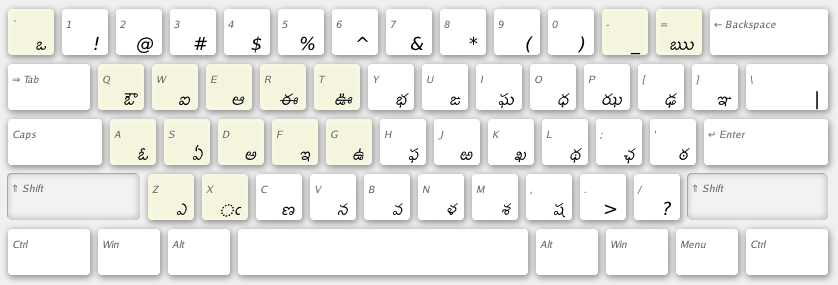 ` ఒ 1 ! 2 @ 3 # 4 $ 5 % 6 ^ 7 & 8 * 9 ( 0 ) - _ = ఋ ← Backspace
⇒ Tab Q ఔ W ఐ E ఆ R ఈ T ఊ Y భ U ఙ I ఘ O ధ P ఝ [ ఢ ] ఞ \ |
Caps A ఓ S ఏ D అ F ఇ G ఉ H ఫ J ఱ K ఖ L థ ; ఛ ' ఠ ↵ Enter
⇑ Shift Z ఎ X ఁ C ణ V న B వ N ళ M శ , ష . > / ? ⇑ Shift
Ctrl Win Alt Alt Win Menu Ctrl